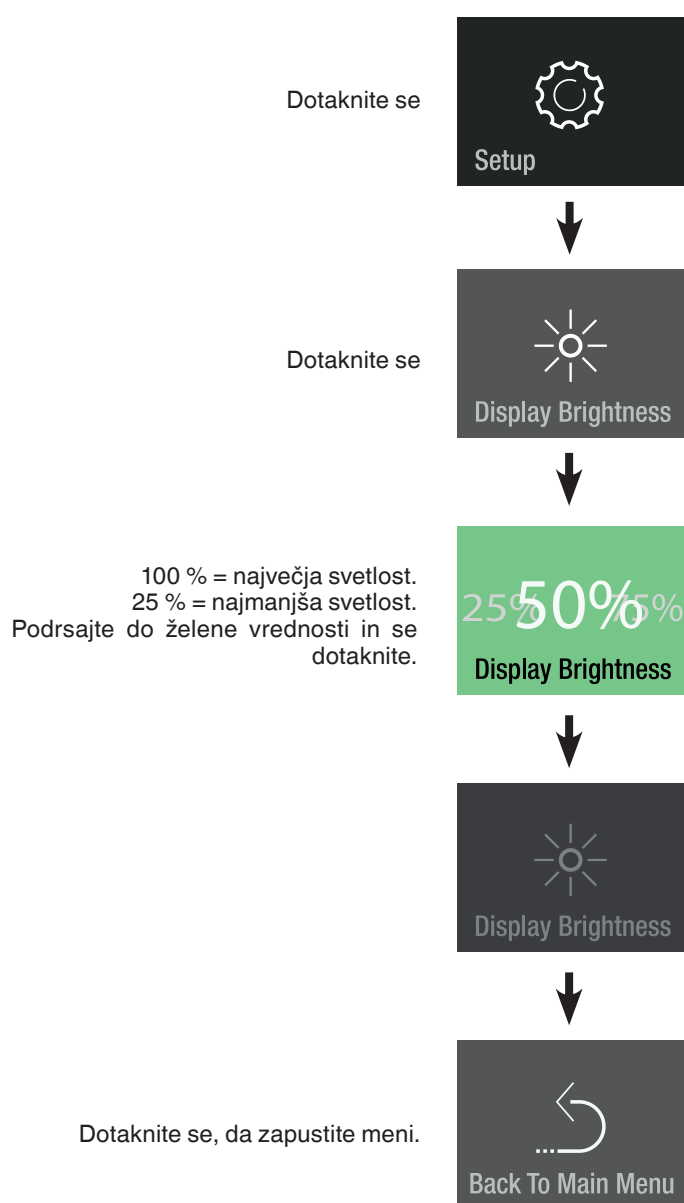 Dotaknite se
Setup
Dotaknite se
Display Brightness
100 % = največja svetlost.
25 % = najmanjša svetlost.
Podrsajte do želene vrednosti in se
dotaknite.
25% 50% 75%
Display Brightness
Display Brightness
Dotaknite se, da zapustite meni.
Back To Main Menu